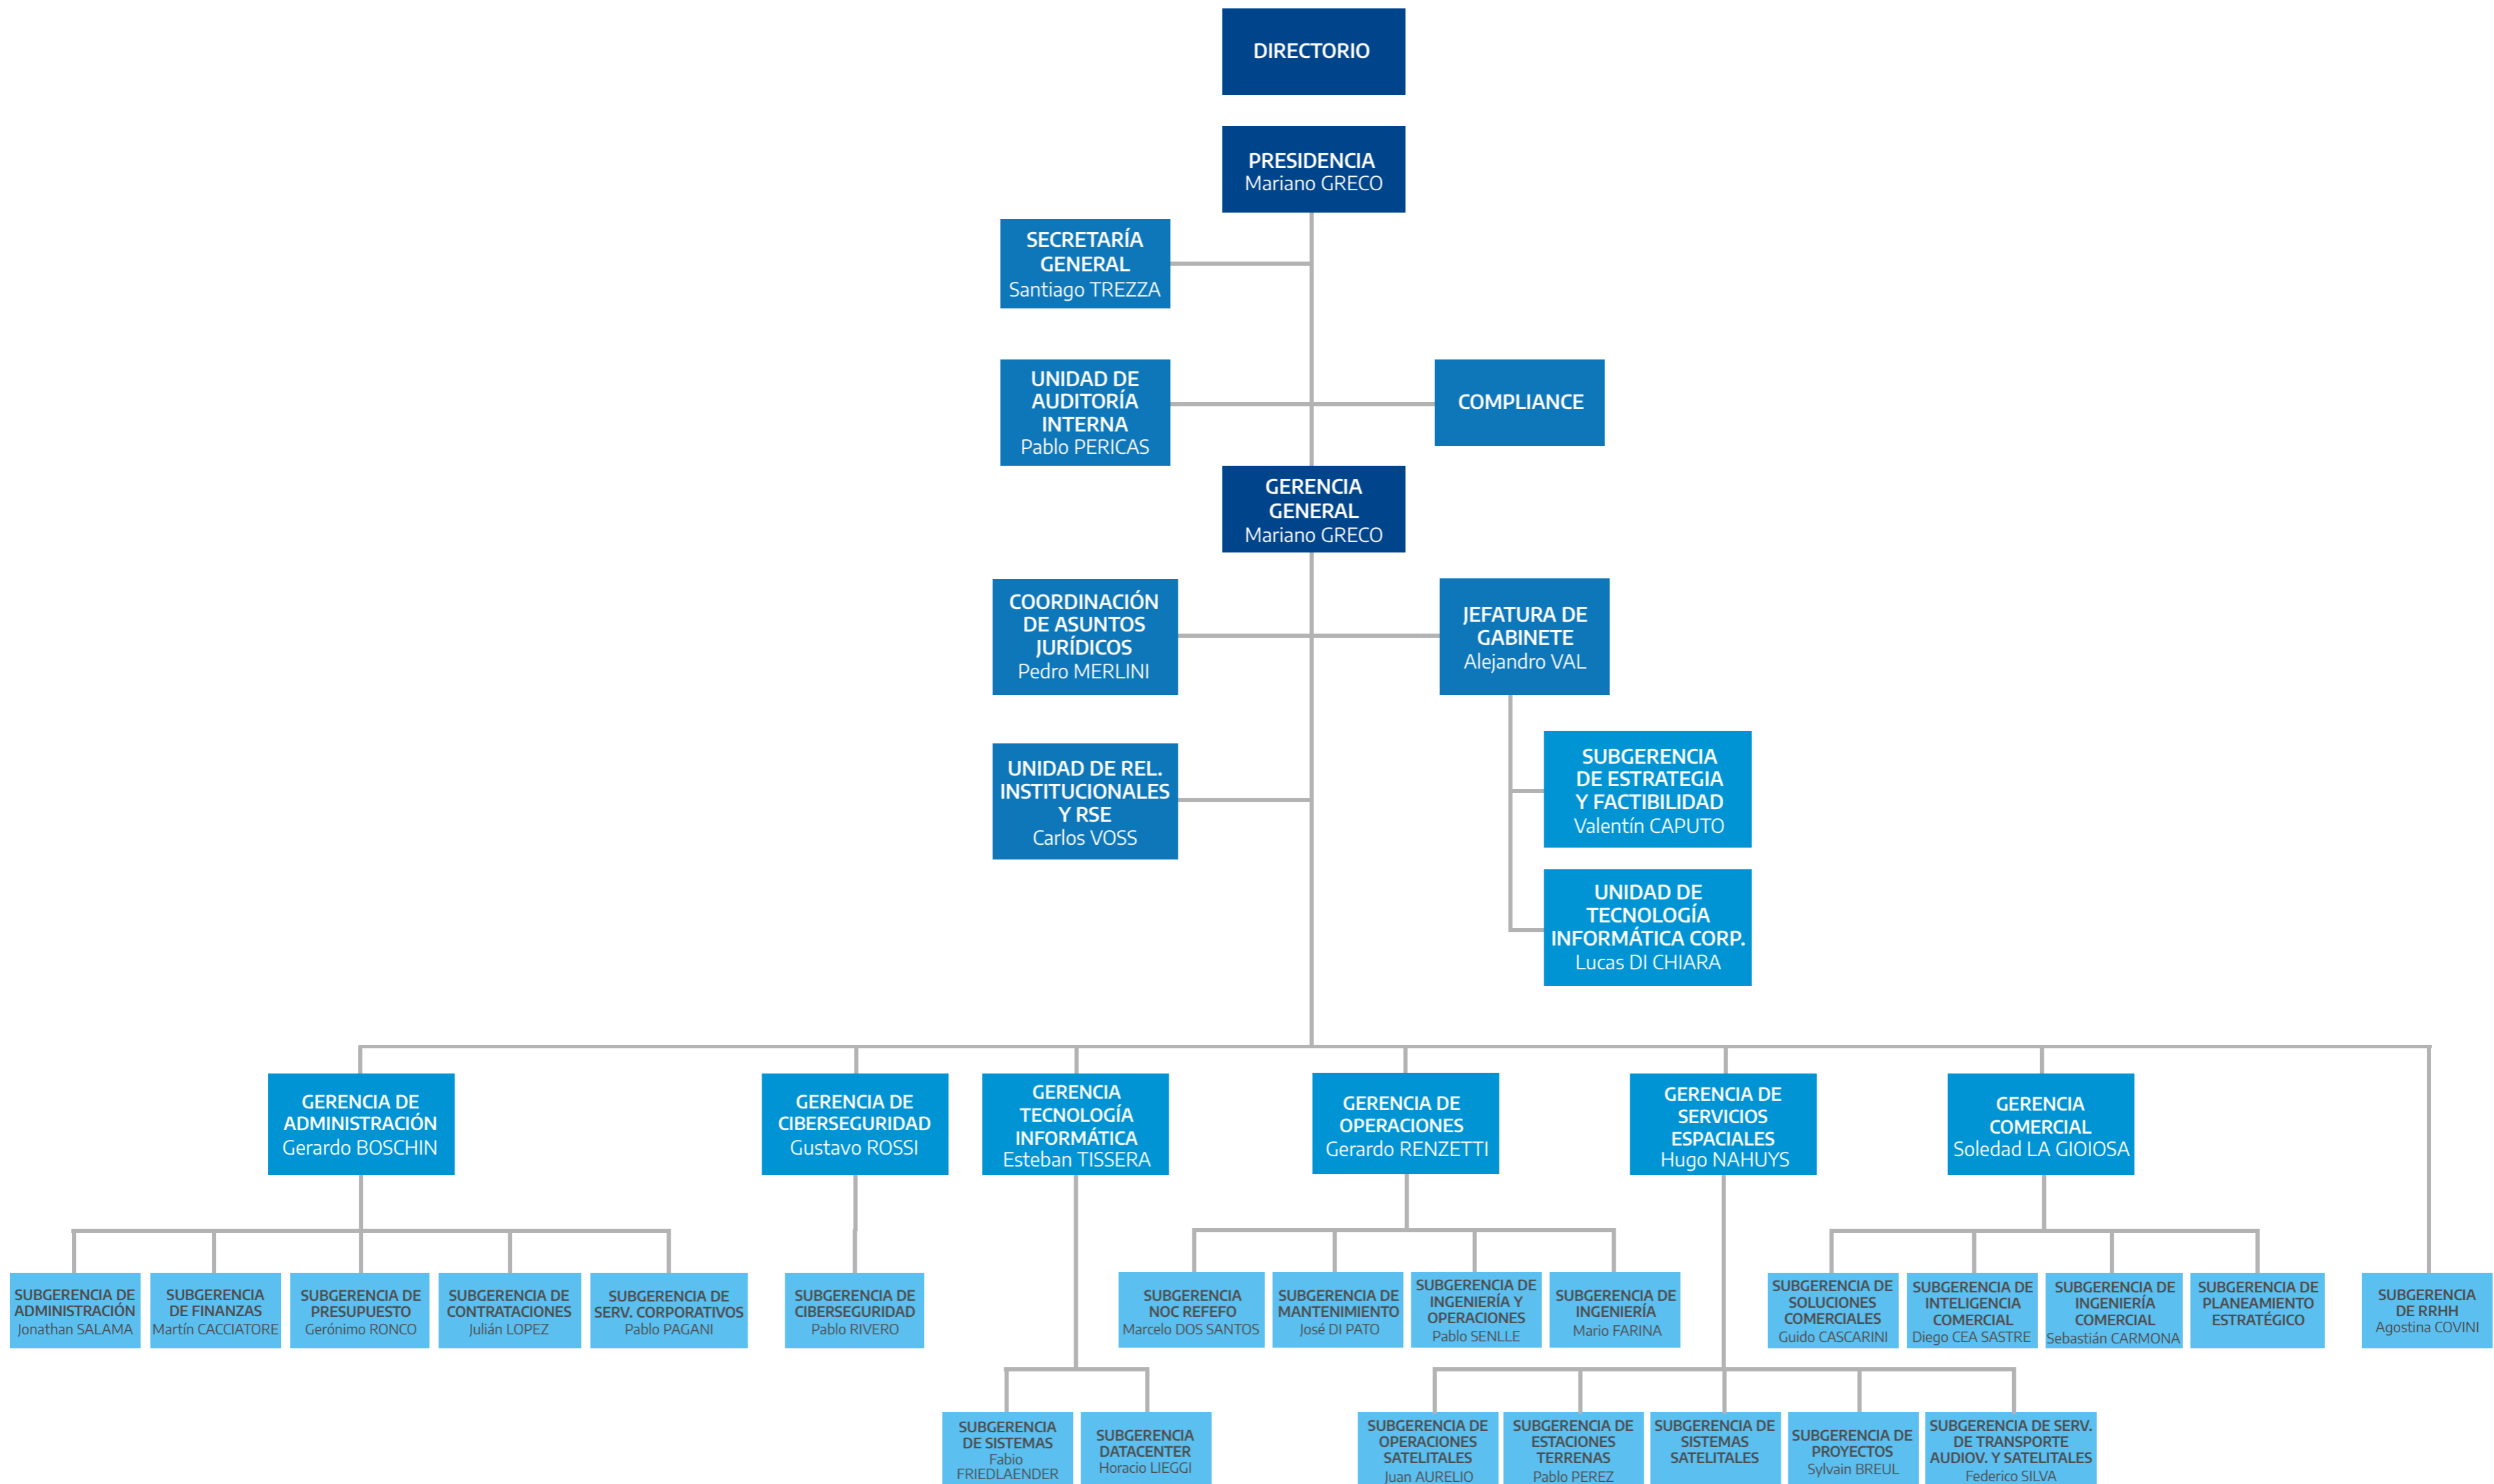 DIRECTORIO
PRESIDENCIA
Mariano GRECO
SECRETARÍA
GENERAL
Santiago TREZZA
UNIDAD DE
AUDITORÍA
INTERNA
Pablo PERICAS
COMPLIANCE
GERENCIA
GENERAL
Mariano GRECO
COORDINACIÓN
DE ASUNTOS
JURÍDICOS
Pedro MERLINI
JEFATURA DE
GABINETE
Alejandro VAL
UNIDAD DE REL.
INSTITUCIONALES
Y RSE
Carlos VOSS
SUBGERENCIA
DE ESTRATEGIA
Y FACTIBILIDAD
Valentín CAPUTO
UNIDAD DE
TECNOLOGÍA
INFORMÁTICA CORP.
Lucas DI CHIARA
GERENCIA DE
ADMINISTRACIÓN
Gerardo BOSCHIN
GERENCIA DE
CIBERSEGURIDAD
Gustavo ROSSI
GERENCIA
TECNOLOGÍA
INFORMÁTICA
Esteban TISSERA
GERENCIA DE
OPERACIONES
Gerardo RENZETTI
GERENCIA DE
SERVICIOS
ESPACIALES
Hugo NAHUYS
GERENCIA
COMERCIAL
Soledad LA GIOIOSA
SUBGERENCIA DE
ADMINISTRACIÓN
Jonathan SALAMA
SUBGERENCIA
DE FINANZAS
Martín CACCIATORE
SUBGERENCIA DE
PRESUPUESTO
Gerónimo RONCO
SUBGERENCIA DE
CONTRATACIONES
Julián LOPEZ
SUBGERENCIA DE
SERV. CORPORATIVOS
Pablo PAGANI
SUBGERENCIA DE
CIBERSEGURIDAD
Pablo RIVERO
SUBGERENCIA
NOC REFEFO
Marcelo DOS SANTOS
SUBGERENCIA DE
MANTENIMIENTO
José DI PATO
SUBGERENCIA DE
INGENIERÍA Y
OPERACIONES
Pablo SENLLE
SUBGERENCIA DE
INGENIERÍA
Mario FARINA
SUBGERENCIA DE
SOLUCIONES
COMERCIALES
Guido CASCARINI
SUBGERENCIA DE
INTELIGENCIA
COMERCIAL
Diego CEA SASTRE
SUBGERENCIA DE
INGENIERÍA
COMERCIAL
Sebastián CARMONA
SUBGERENCIA DE
PLANEAMIENTO
ESTRATÉGICO
SUBGERENCIA
DE RRHH
Agostina COVINI
SUBGERENCIA
DE SISTEMAS
Fabio
FRIEDLAENDER
SUBGERENCIA
DATACENTER
Horacio LIEGGI
SUBGERENCIA DE
OPERACIONES
SATELITALES
Juan AURELIO
SUBGERENCIA DE
ESTACIONES
TERRENAS
Pablo PEREZ
SUBGERENCIA DE
SISTEMAS
SATELITALES
SUBGERENCIA DE
PROYECTOS
Sylvain BREUL
SUBGERENCIA DE SERV.
DE TRANSPORTE
AUDIOV. Y SATELITALES
Federico SILVA